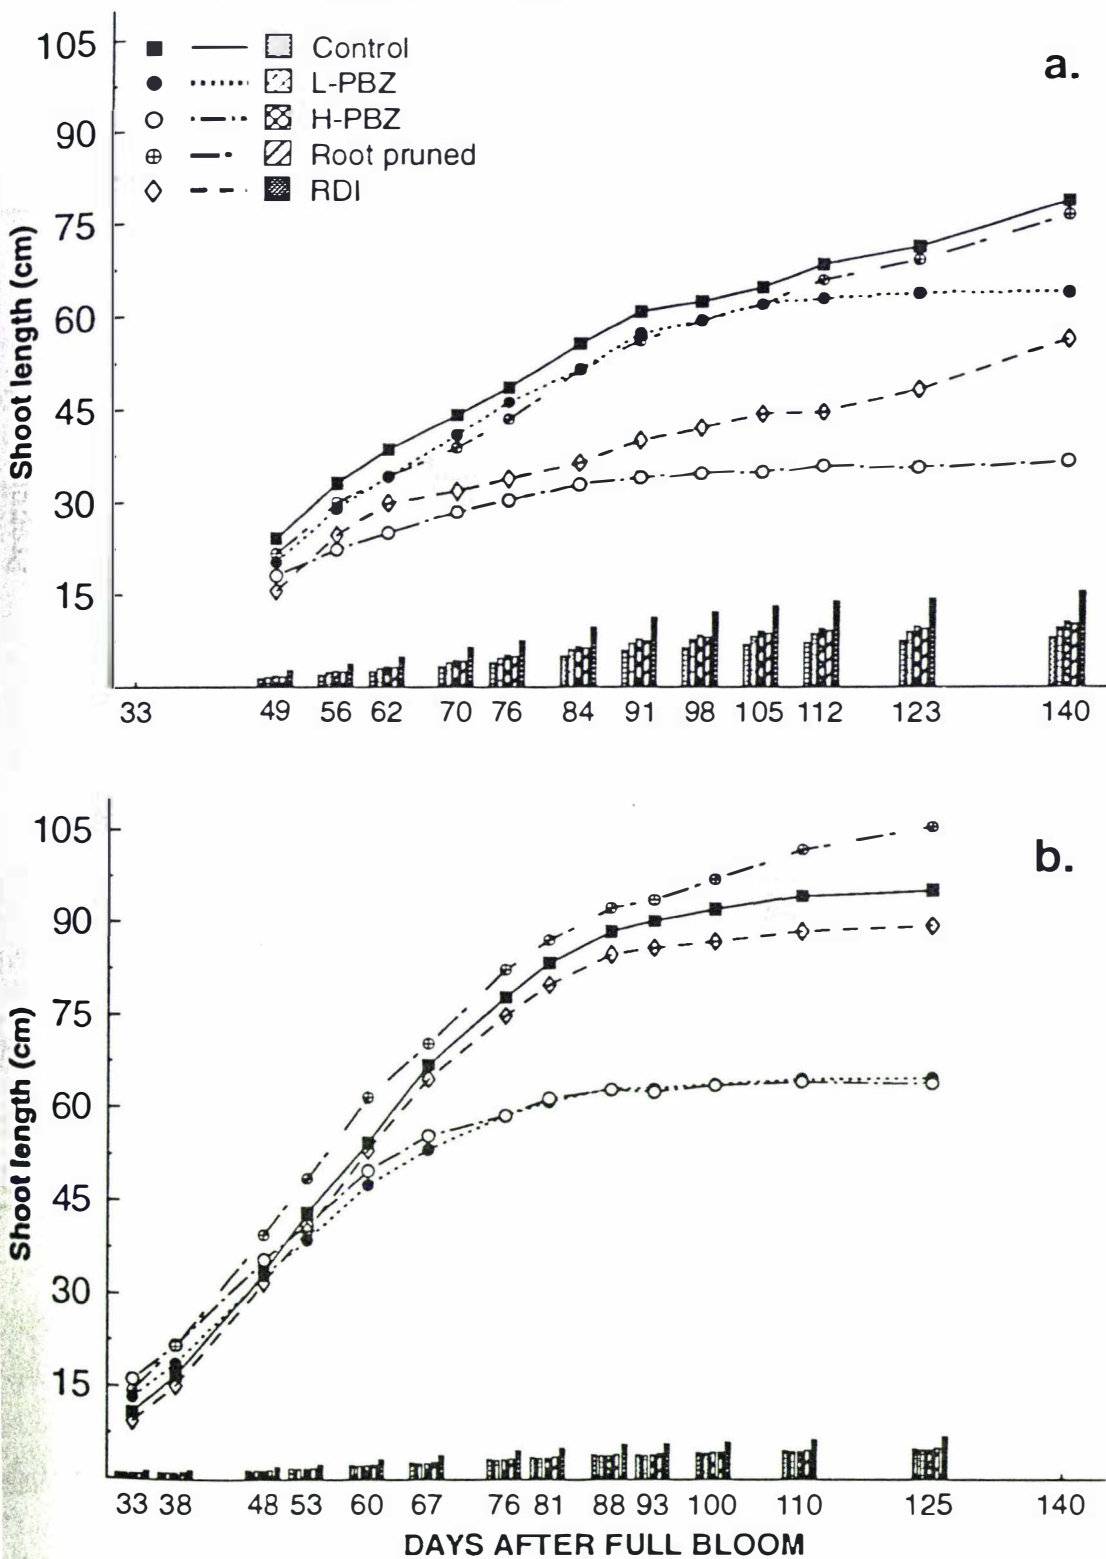 a.
Control
L-PBZ
H-PBZ
Root pruned
RDI
Shoot length (cm)
105
90
75
60
45
30
15
33 49 56 62 70 76 84 91 98 105 112 123 140
b.
Shoot length (cm)
105
90
75
60
45
30
15
33 38 48 53 60 67 76 81 88 93 100 110 125 140
DAYS AFTER FULL BLOOM